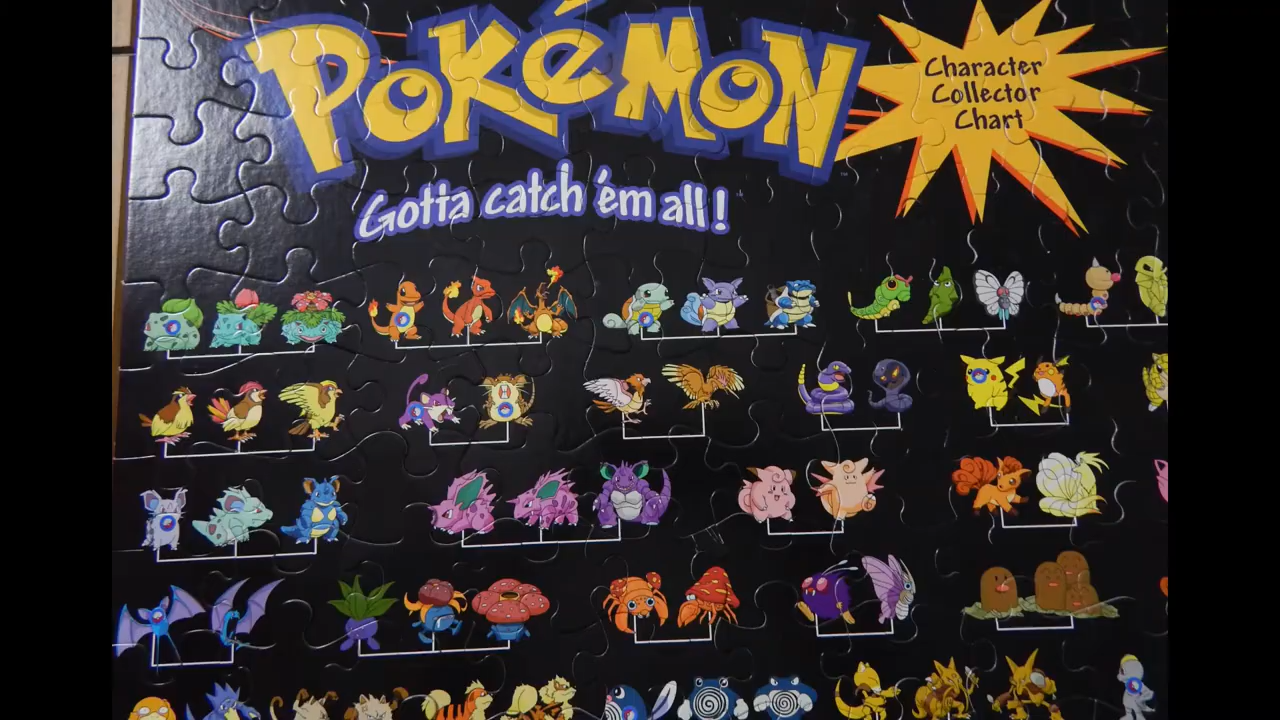 POKéMON
Gotta catch 'em all!
Character
Collector
Chart